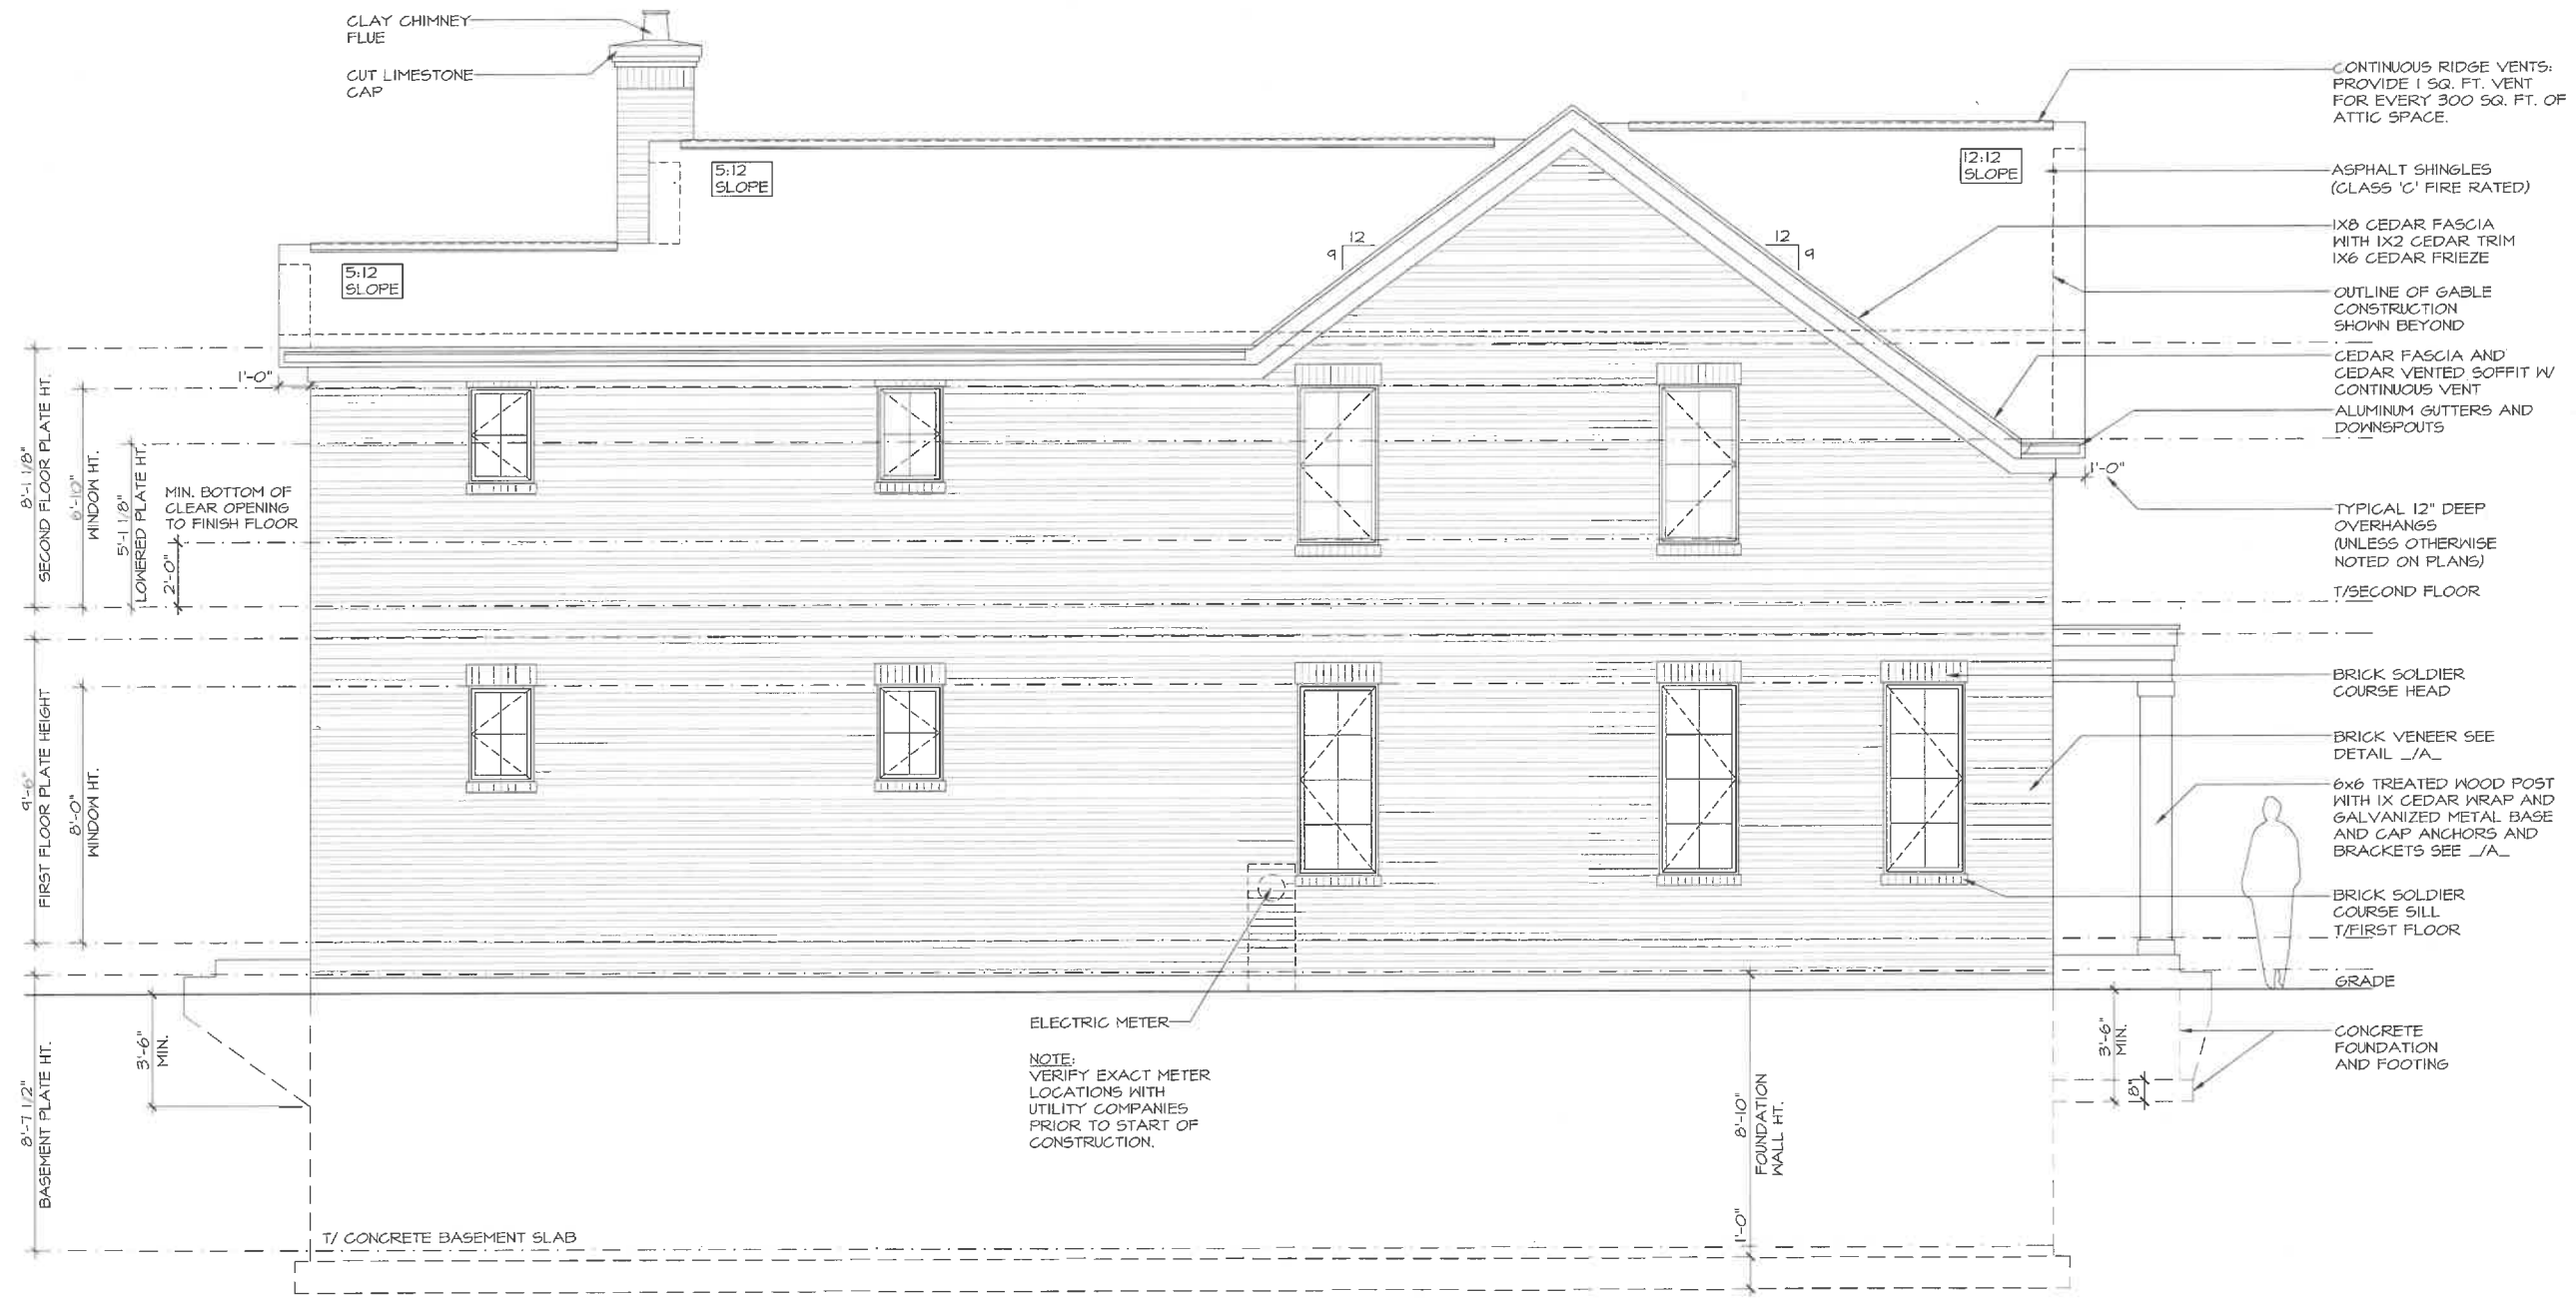 CLAY CHIMNEY
FLUE
CUT LIMESTONE
CAP
5:12
SLOPE
5:12
SLOPE
12
9
12
9
12:12
SLOPE
CONTINUOUS RIDGE VENTS:
PROVIDE 1 SQ. FT. VENT
FOR EVERY 300 SQ. FT. OF
ATTIC SPACE.
ASPHALT SHINGLES
(CLASS 'C' FIRE RATED)
1X8 CEDAR FASCIA
WITH 1X2 CEDAR TRIM
1X6 CEDAR FRIEZE
OUTLINE OF GABLE
CONSTRUCTION
SHOWN BEYOND
CEDAR FASCIA AND
CEDAR VENTED SOFFIT W/
CONTINUOUS VENT
ALUMINUM GUTTERS AND
DOWNSPOUTS
1'-0"
TYPICAL 12" DEEP
OVERHANGS
(UNLESS OTHERWISE
NOTED ON PLANS)
T/SECOND FLOOR
BRICK SOLDIER
COURSE HEAD
BRICK VENEER SEE
DETAIL _/A_
6x6 TREATED WOOD POST
WITH 1X CEDAR WRAP AND
GALVANIZED METAL BASE
AND CAP ANCHORS AND
BRACKETS SEE _/A_
BRICK SOLDIER
COURSE SILL
T/FIRST FLOOR
GRADE
CONCRETE
FOUNDATION
AND FOOTING
3'-6"
MIN.
8"
1'-0"
8'-1 1/8"
SECOND FLOOR PLATE HT.
6'-10"
WINDOW HT.
5'-1 1/8"
LOWERED PLATE HT
MIN. BOTTOM OF
CLEAR OPENING
TO FINISH FLOOR
2'-0"
9'-6"
FIRST FLOOR PLATE HEIGHT
8'-0"
WINDOW HT.
8'-7 1/2"
BASEMENT PLATE HT.
3'-6"
MIN.
ELECTRIC METER
NOTE:
VERIFY EXACT METER
LOCATIONS WITH
UTILITY COMPANIES
PRIOR TO START OF
CONSTRUCTION.
8'-10"
FOUNDATION
WALL HT.
1'-0"
T/ CONCRETE BASEMENT SLAB